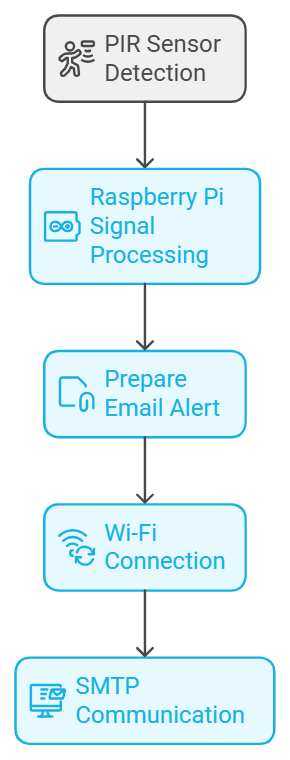 PIR Sensor
Detection
Raspberry Pi
Signal
Processing
Prepare
Email Alert
Wi-Fi
Connection
SMTP
Communication